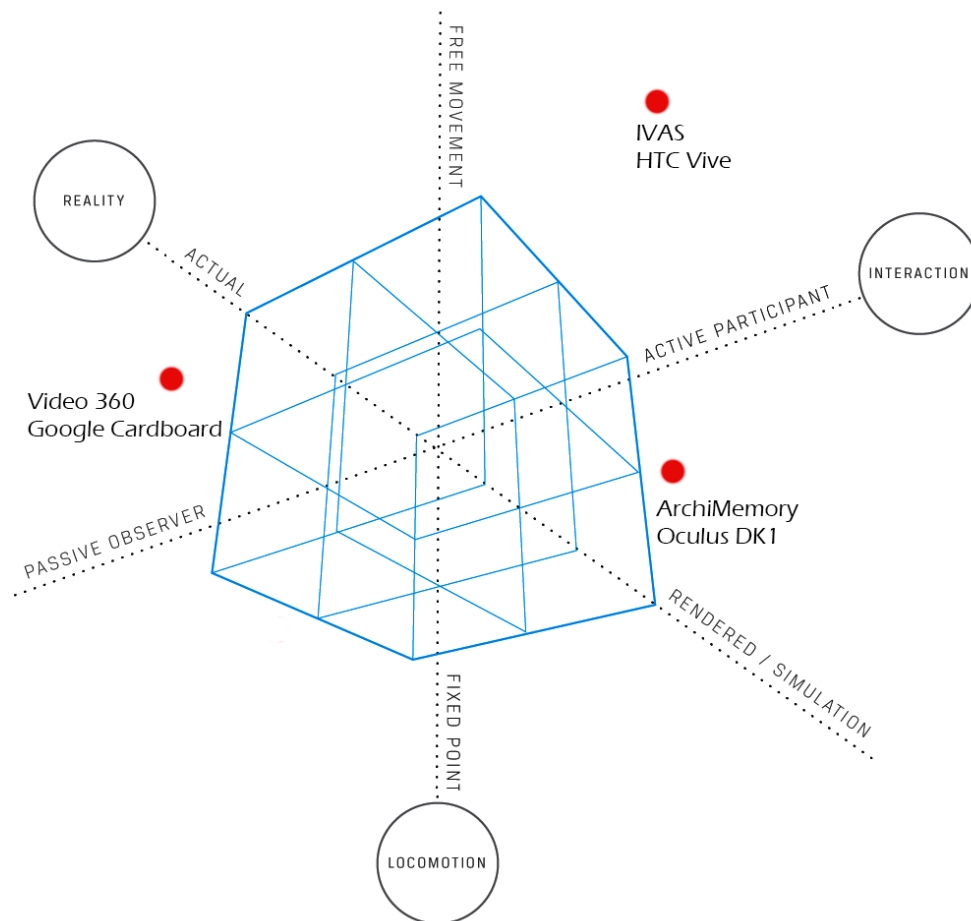 FREE MOVEMENT
IVAS
HTC Vive
REALITY
ACTUAL
INTERACTION
ACTIVE PARTICIPANT
Video 360
Google Cardboard
PASSIVE OBSERVER
ArchiMemory
Oculus DK1
RENDERED / SIMULATION
FIXED POINT
LOCOMOTION